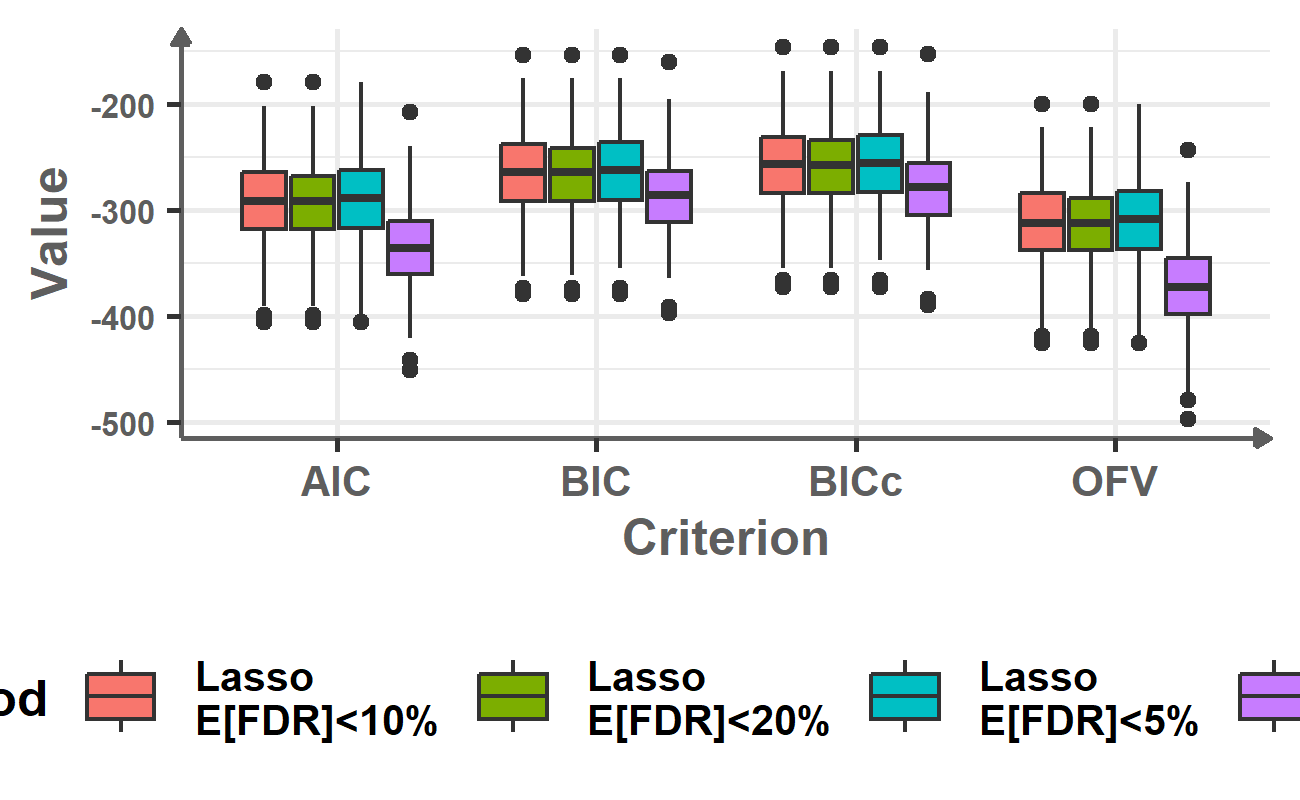 Value
-200
-300
-400
-500
AIC BIC BICc OFV
Criterion
od
Lasso
E[FDR]<10%
Lasso
E[FDR]<20%
Lasso
E[FDR]<5%